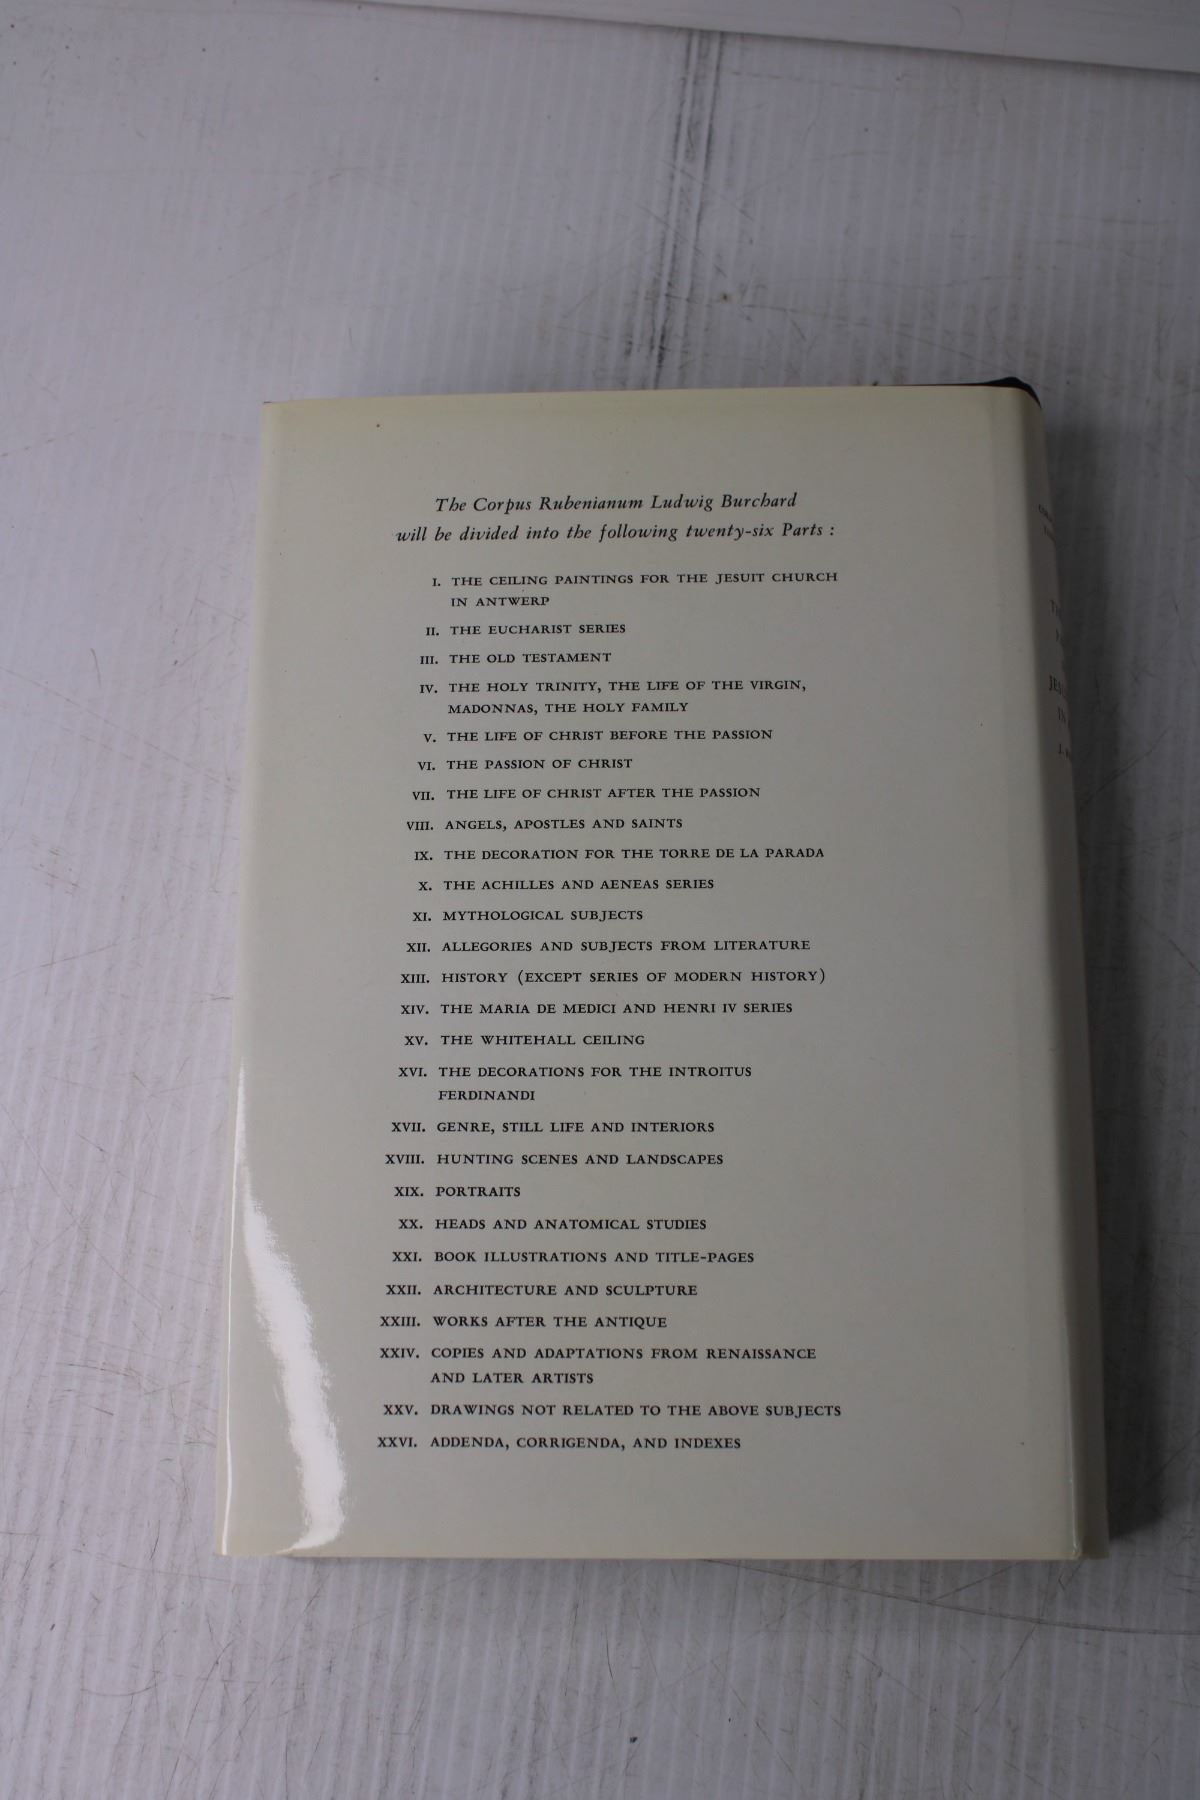 The Corpus Rubenianum Ludwig Burchard
will be divided into the following twenty-six Parts :
I. THE CEILING PAINTINGS FOR THE JESUIT CHURCH
IN ANTWERP
II. THE EUCHARIST SERIES
III. THE OLD TESTAMENT
IV. THE HOLY TRINITY, THE LIFE OF THE VIRGIN,
MADONNAS, THE HOLY FAMILY
V. THE LIFE OF CHRIST BEFORE THE PASSION
VI. THE PASSION OF CHRIST
VII. THE LIFE OF CHRIST AFTER THE PASSION
VIII. ANGELS, APOSTLES AND SAINTS
IX. THE DECORATION FOR THE TORRE DE LA PARADA
X. THE ACHILLES AND AENEAS SERIES
XI. MYTHOLOGICAL SUBJECTS
XII. ALLEGORIES AND SUBJECTS FROM LITERATURE
XIII. HISTORY (EXCEPT SERIES OF MODERN HISTORY)
XIV. THE MARIA DE MEDICI AND HENRI IV SERIES
XV. THE WHITEHALL CEILING
XVI. THE DECORATIONS FOR THE INTROITUS
FERDINANDI
XVII. GENRE, STILL LIFE AND INTERIORS
XVIII. HUNTING SCENES AND LANDSCAPES
XIX. PORTRAITS
XX. HEADS AND ANATOMICAL STUDIES
XXI. BOOK ILLUSTRATIONS AND TITLE-PAGES
XXII. ARCHITECTURE AND SCULPTURE
XXIII. WORKS AFTER THE ANTIQUE
XXIV. COPIES AND ADAPTATIONS FROM RENAISSANCE
AND LATER ARTISTS
XXV. DRAWINGS NOT RELATED TO THE ABOVE SUBJECTS
XXVI. ADDENDA, CORRIGENDA, AND INDEXES